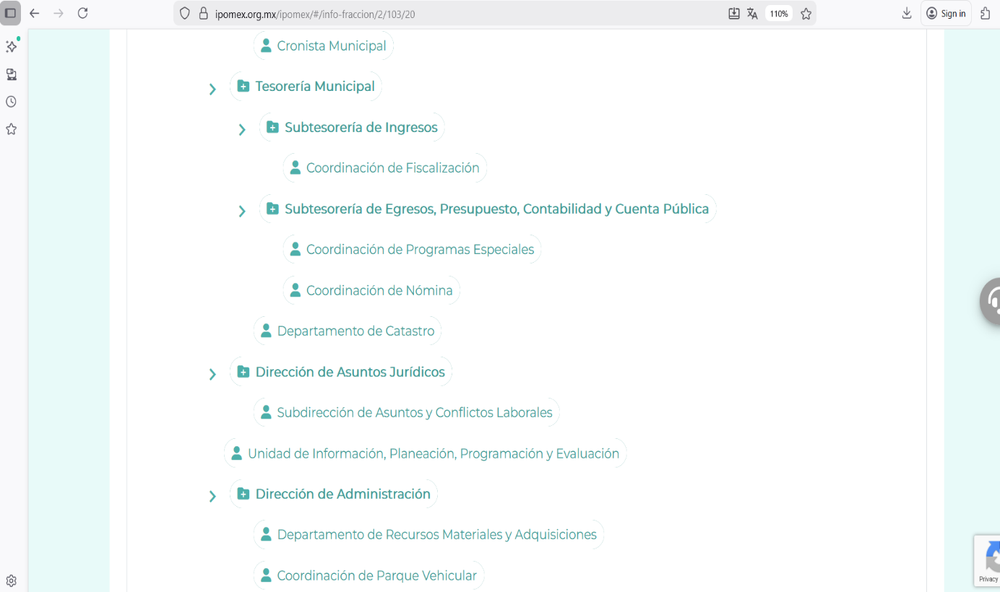 ipomex.org.mx/ipomex/#/info-fraccion/2/103/20
110%
Sign in
Cronista Municipal
Tesorería Municipal
Subtesorería de Ingresos
Coordinación de Fiscalización
Subtesorería de Egresos, Presupuesto, Contabilidad y Cuenta Pública
Coordinación de Programas Especiales
Coordinación de Nómina
Departamento de Catastro
Dirección de Asuntos Jurídicos
Subdirección de Asuntos y Conflictos Laborales
Unidad de Información, Planeación, Programación y Evaluación
Dirección de Administración
Departamento de Recursos Materiales y Adquisiciones
Coordinación de Parque Vehicular
Privacy